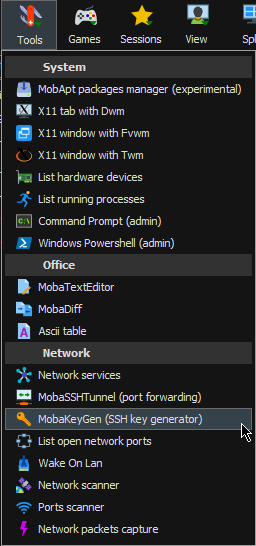 Tools
Games
Sessions
View
Spl
System
MobApt packages manager (experimental)
X11 tab with Dwm
X11 window with Fvwm
X11 window with Twm
List hardware devices
List running processes
Command Prompt (admin)
Windows Powershell (admin)
Office
MobaTextEditor
MobaDiff
Ascii table
Network
Network services
MobaSSHTunnel (port forwarding)
MobaKeyGen (SSH key generator)
List open network ports
Wake On Lan
Network scanner
Ports scanner
Network packets capture